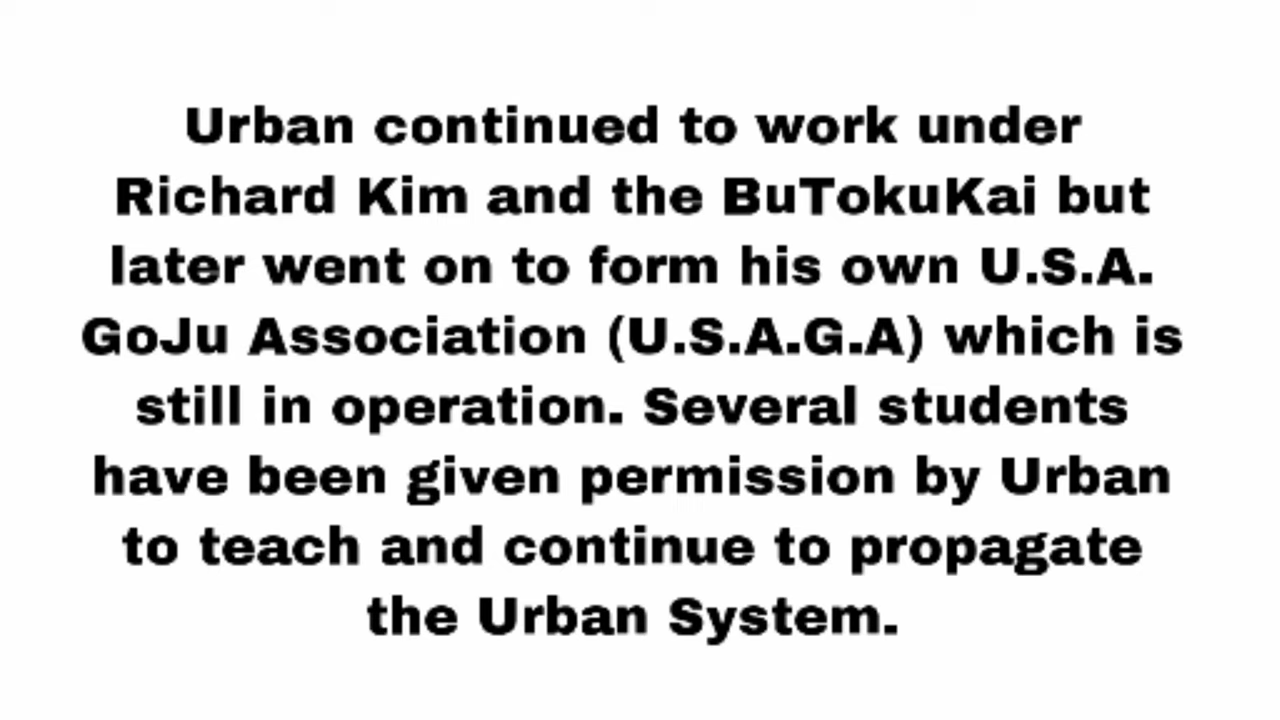 Urban continued to work under
Richard Kim and the BuTokuKai but
later went on to form his own U.S.A.
GoJu Association (U.S.A.G.A) which is
still in operation. Several students
have been given permission by Urban
to teach and continue to propagate
the Urban System.